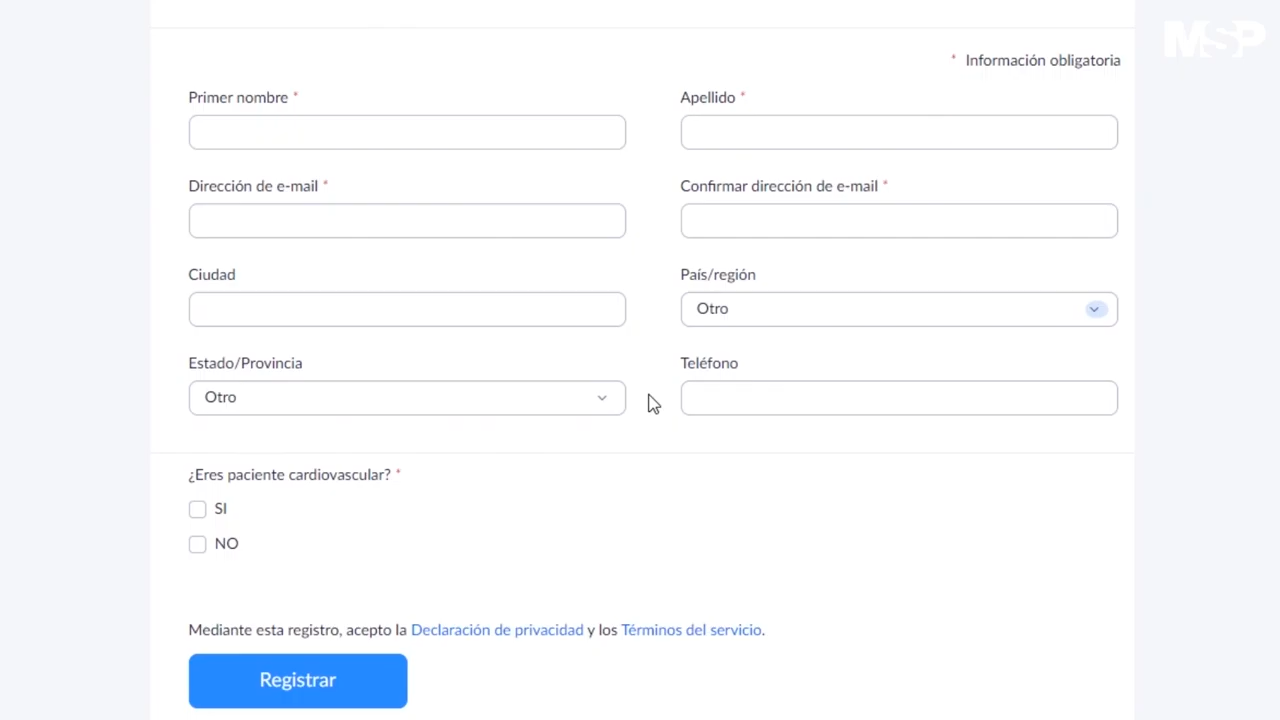 MSP
* Información obligatoria
Primer nombre *
Apellido *
Dirección de e-mail *
Confirmar dirección de e-mail *
Ciudad
País/región
Otro
Estado/Provincia
Teléfono
Otro
¿Eres paciente cardiovascular? *
SI
NO
Mediante esta registro, acepto la Declaración de privacidad y los Términos del servicio.
Registrar